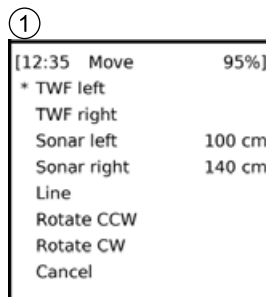 1
[12:35 Move 95%]
* TWF left
TWF right
Sonar left 100 cm
Sonar right 140 cm
Line
Rotate CCW
Rotate CW
Cancel